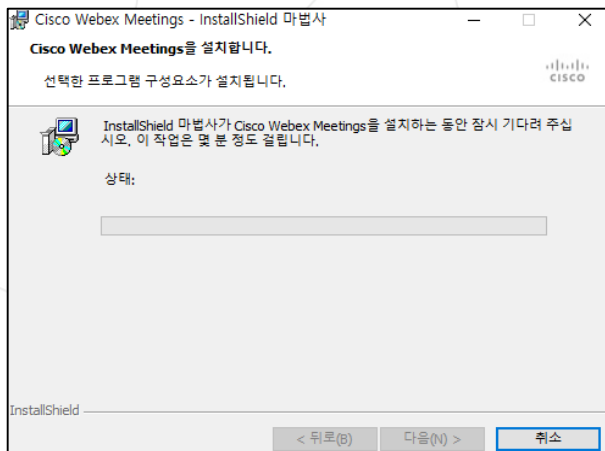 Cisco Webex Meetings - InstallShield 마법사
Cisco Webex Meetings을 설치합니다.
선택한 프로그램 구성요소가 설치됩니다.
CISCO
InstallShield 마법사가 Cisco Webex Meetings을 설치하는 동안 잠시 기다려 주십
시오. 이 작업은 몇 분 정도 걸립니다.
상태:
InstallShield
< 뒤로(B) 다음(N) > 취소